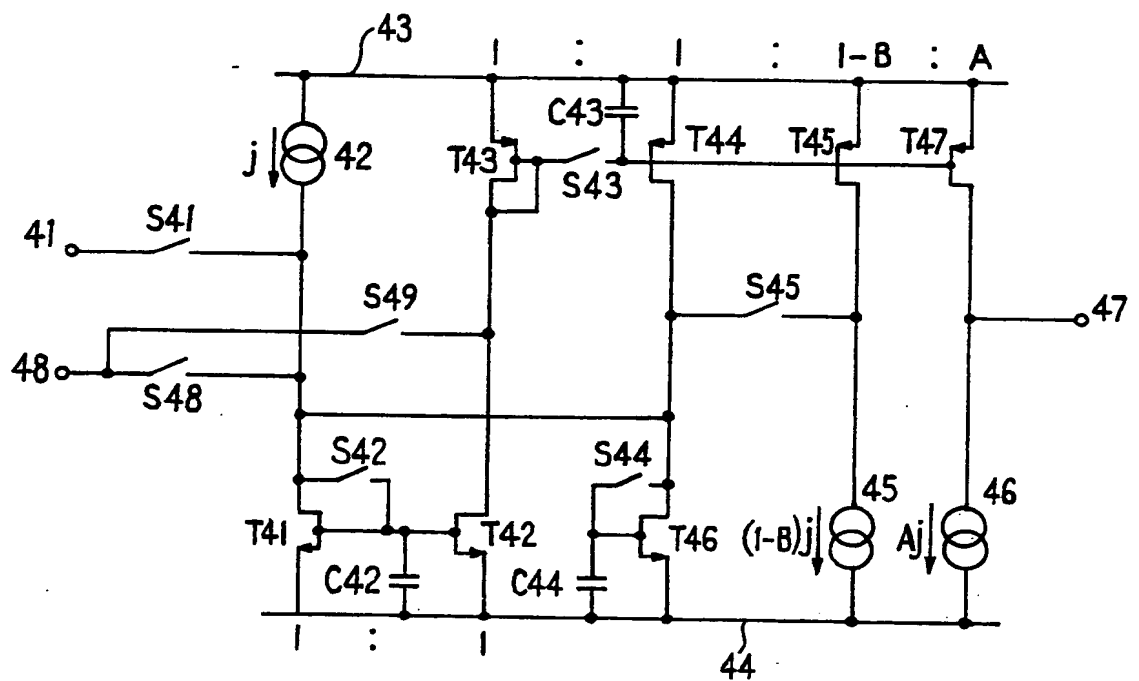 43
1 : 1 : 1-B : A
C43
j 42 T43 T44 T45 T47
S43
S41
41
S49 S45
47
48
S48
S42 S44
45 46
T41 T42 T46 (1-B)j Aj
C42 C44
1 : 1
44